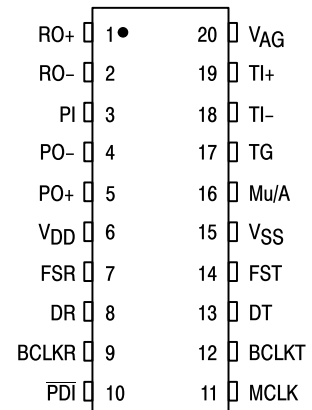 RO+ 1 20 VAG
RO– 2 19 TI+
PI 3 18 TI–
PO– 4 17 TG
PO+ 5 16 Mu/A
VDD 6 15 VSS
FSR 7 14 FST
DR 8 13 DT
BCLKR 9 12 BCLKT
PDI 10 11 MCLK